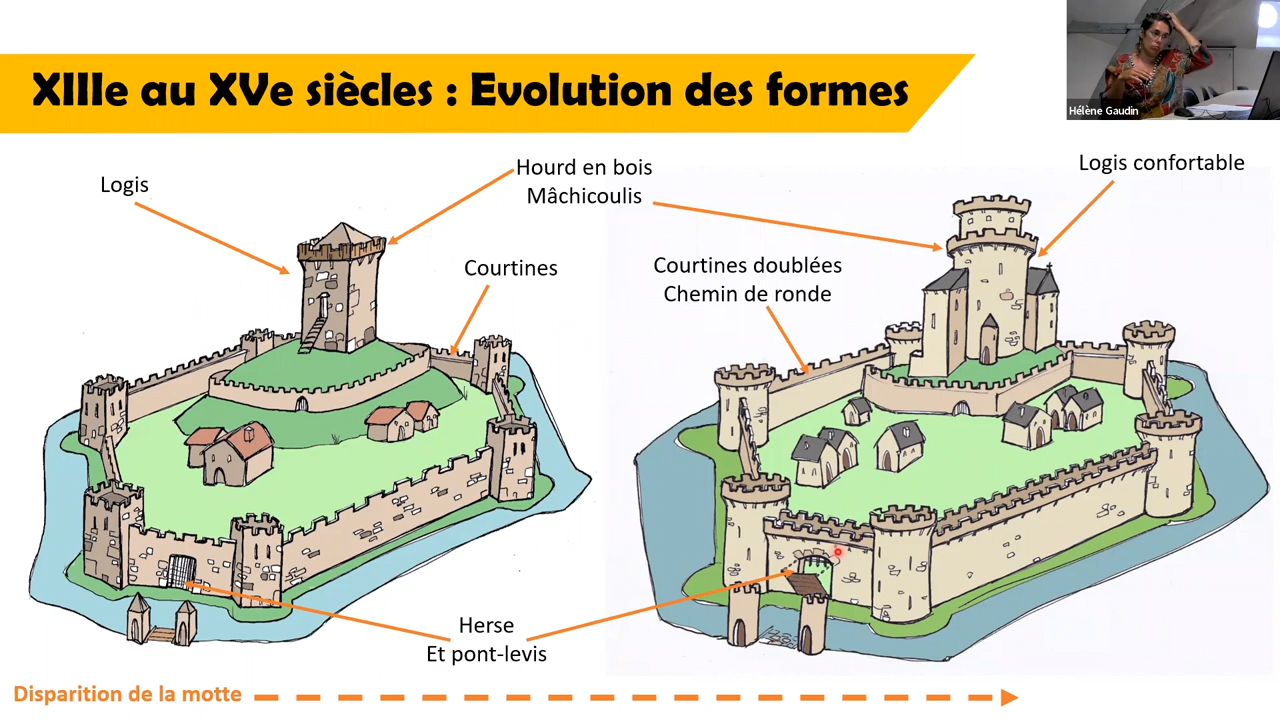 XIIIe au XVe siècles : Evolution des formes
Hélène Gaudin
Logis
Hourd en bois
Mâchicoulis
Logis confortable
Courtines
Courtines doublées
Chemin de ronde
Herse
Et pont-levis
Disparition de la motte